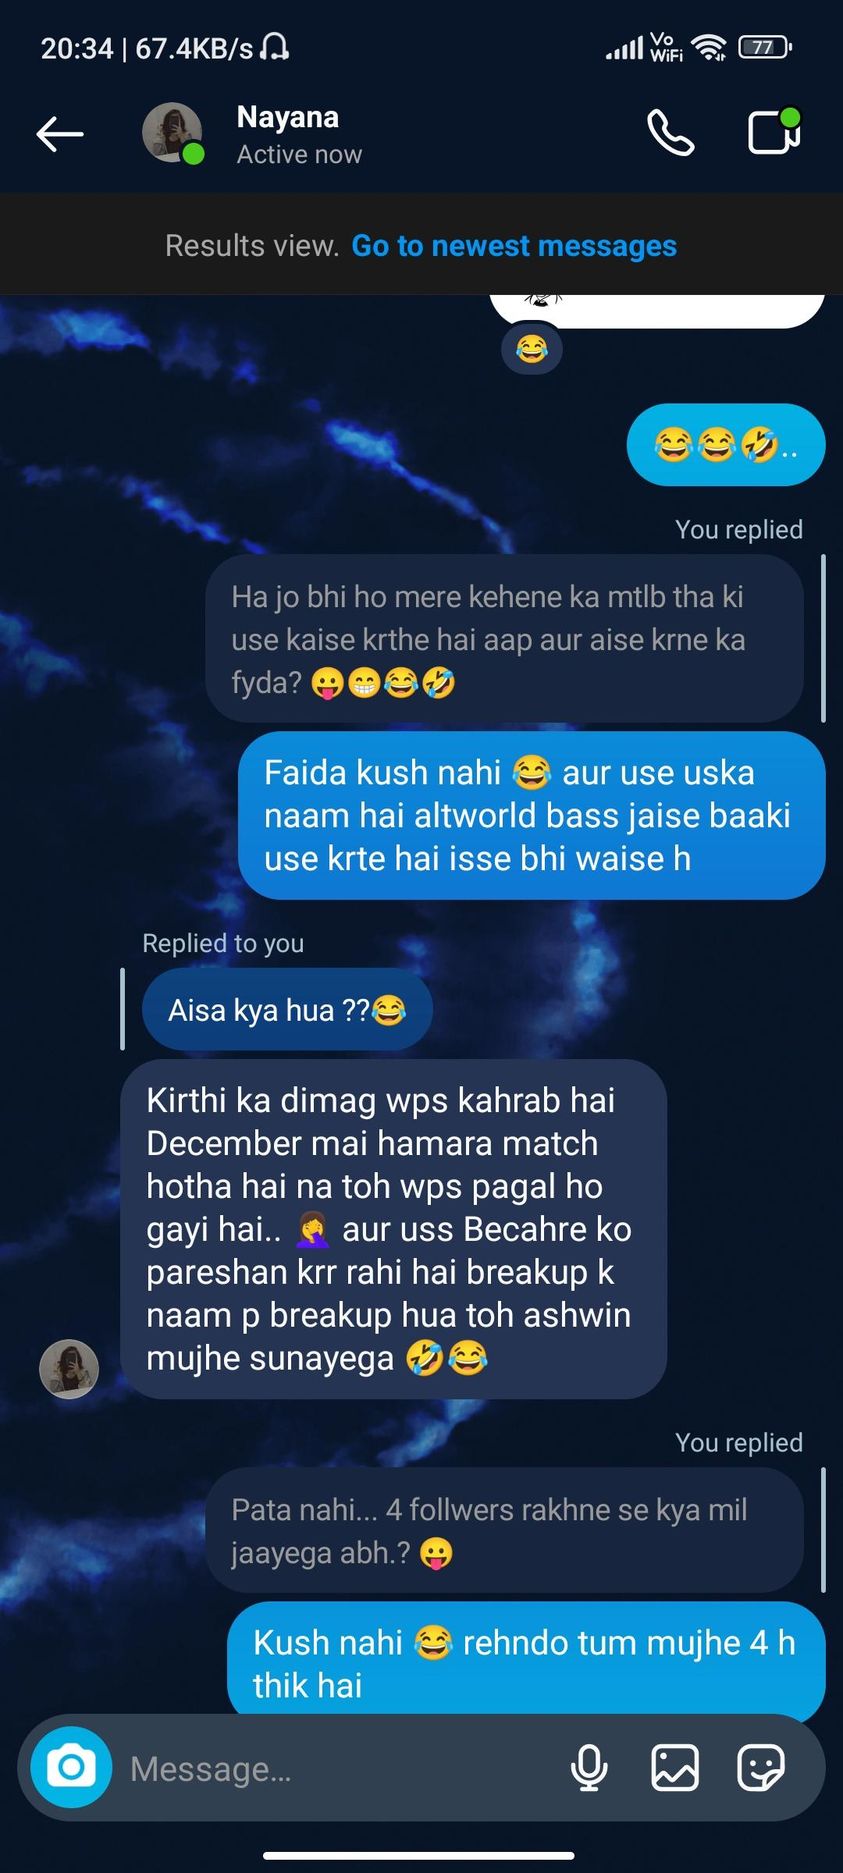 20:34 | 67.4KB/s
Vo
WiFi
77
Nayana
Active now
Results view. Go to newest messages
😂
😂😂🤣..
You replied
Ha jo bhi ho mere kehene ka mtlb tha ki
use kaise krthe hai aap aur aise krne ka
fyda? 😛😁😂🤣
Faida kush nahi 😂 aur use uska
naam hai altworld bass jaise baaki
use krte hai isse bhi waise h
Replied to you
Aisa kya hua ??😂
Kirthi ka dimag wps kahrab hai
December mai hamara match
hotha hai na toh wps pagal ho
gayi hai.. 🤦‍♀️ aur uss Becahre ko
pareshan krr rahi hai breakup k
naam p breakup hua toh ashwin
mujhe sunayega 🤣😂
You replied
Pata nahi... 4 follwers rakhne se kya mil
jaayega abh.? 😛
Kush nahi 😂 rehndo tum mujhe 4 h
thik hai
Message...